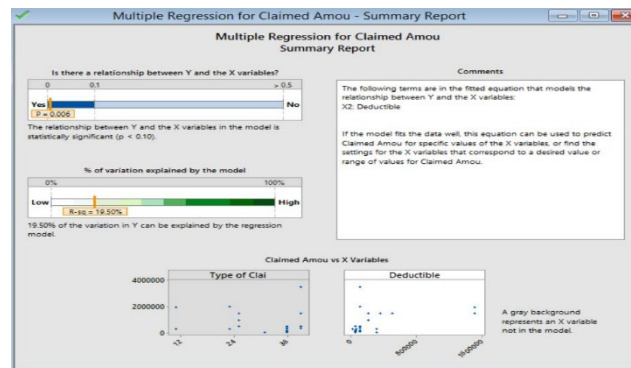 Multiple Regression for Claimed Amou - Summary Report
Multiple Regression for Claimed Amou
Summary Report
Is there a relationship between Y and the X variables?
0 0.1 > 0.5
Yes No
P = 0.006
The relationship between Y and the X variables in the model is
statistically significant (p < 0.10).
% of variation explained by the model
0% 100%
Low High
R-sq = 19.50%
19.50% of the variation in Y can be explained by the regression
model.
Comments
The following terms are in the fitted equation that models the
relationship between Y and the X variables:
X2: Deductible
If the model fits the data well, this equation can be used to predict
Claimed Amou for specific values of the X variables, or find the
settings for the X variables that correspond to a desired value or
range of values for Claimed Amou.
Claimed Amou vs X Variables
Type of Clai Deductible
4000000
2000000
0
12 24 36 0 500000 1000000
A gray background
represents an X variable
not in the model.